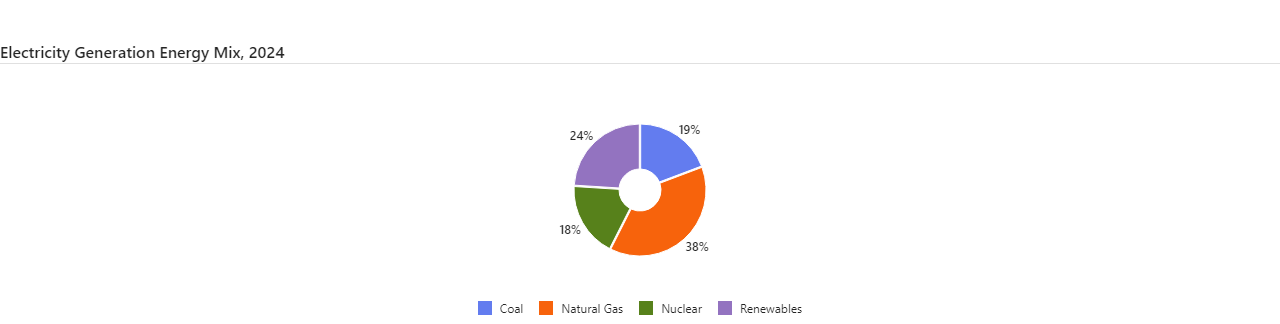 Electricity Generation Energy Mix, 2024
24%
19%
18%
38%
Coal
Natural Gas
Nuclear
Renewables